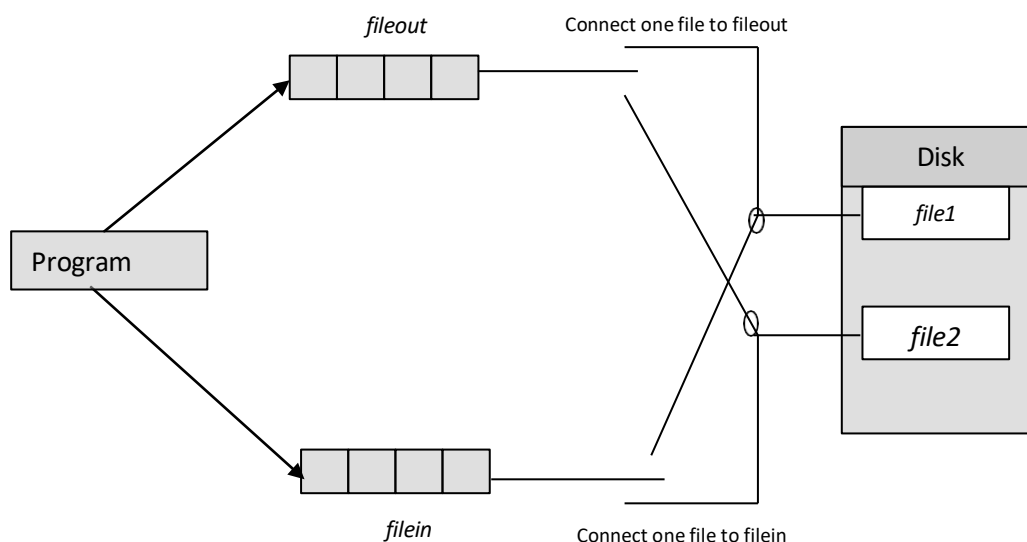 fileout
Connect one file to fileout
Disk
file1
Program
file2
filein
Connect one file to filein